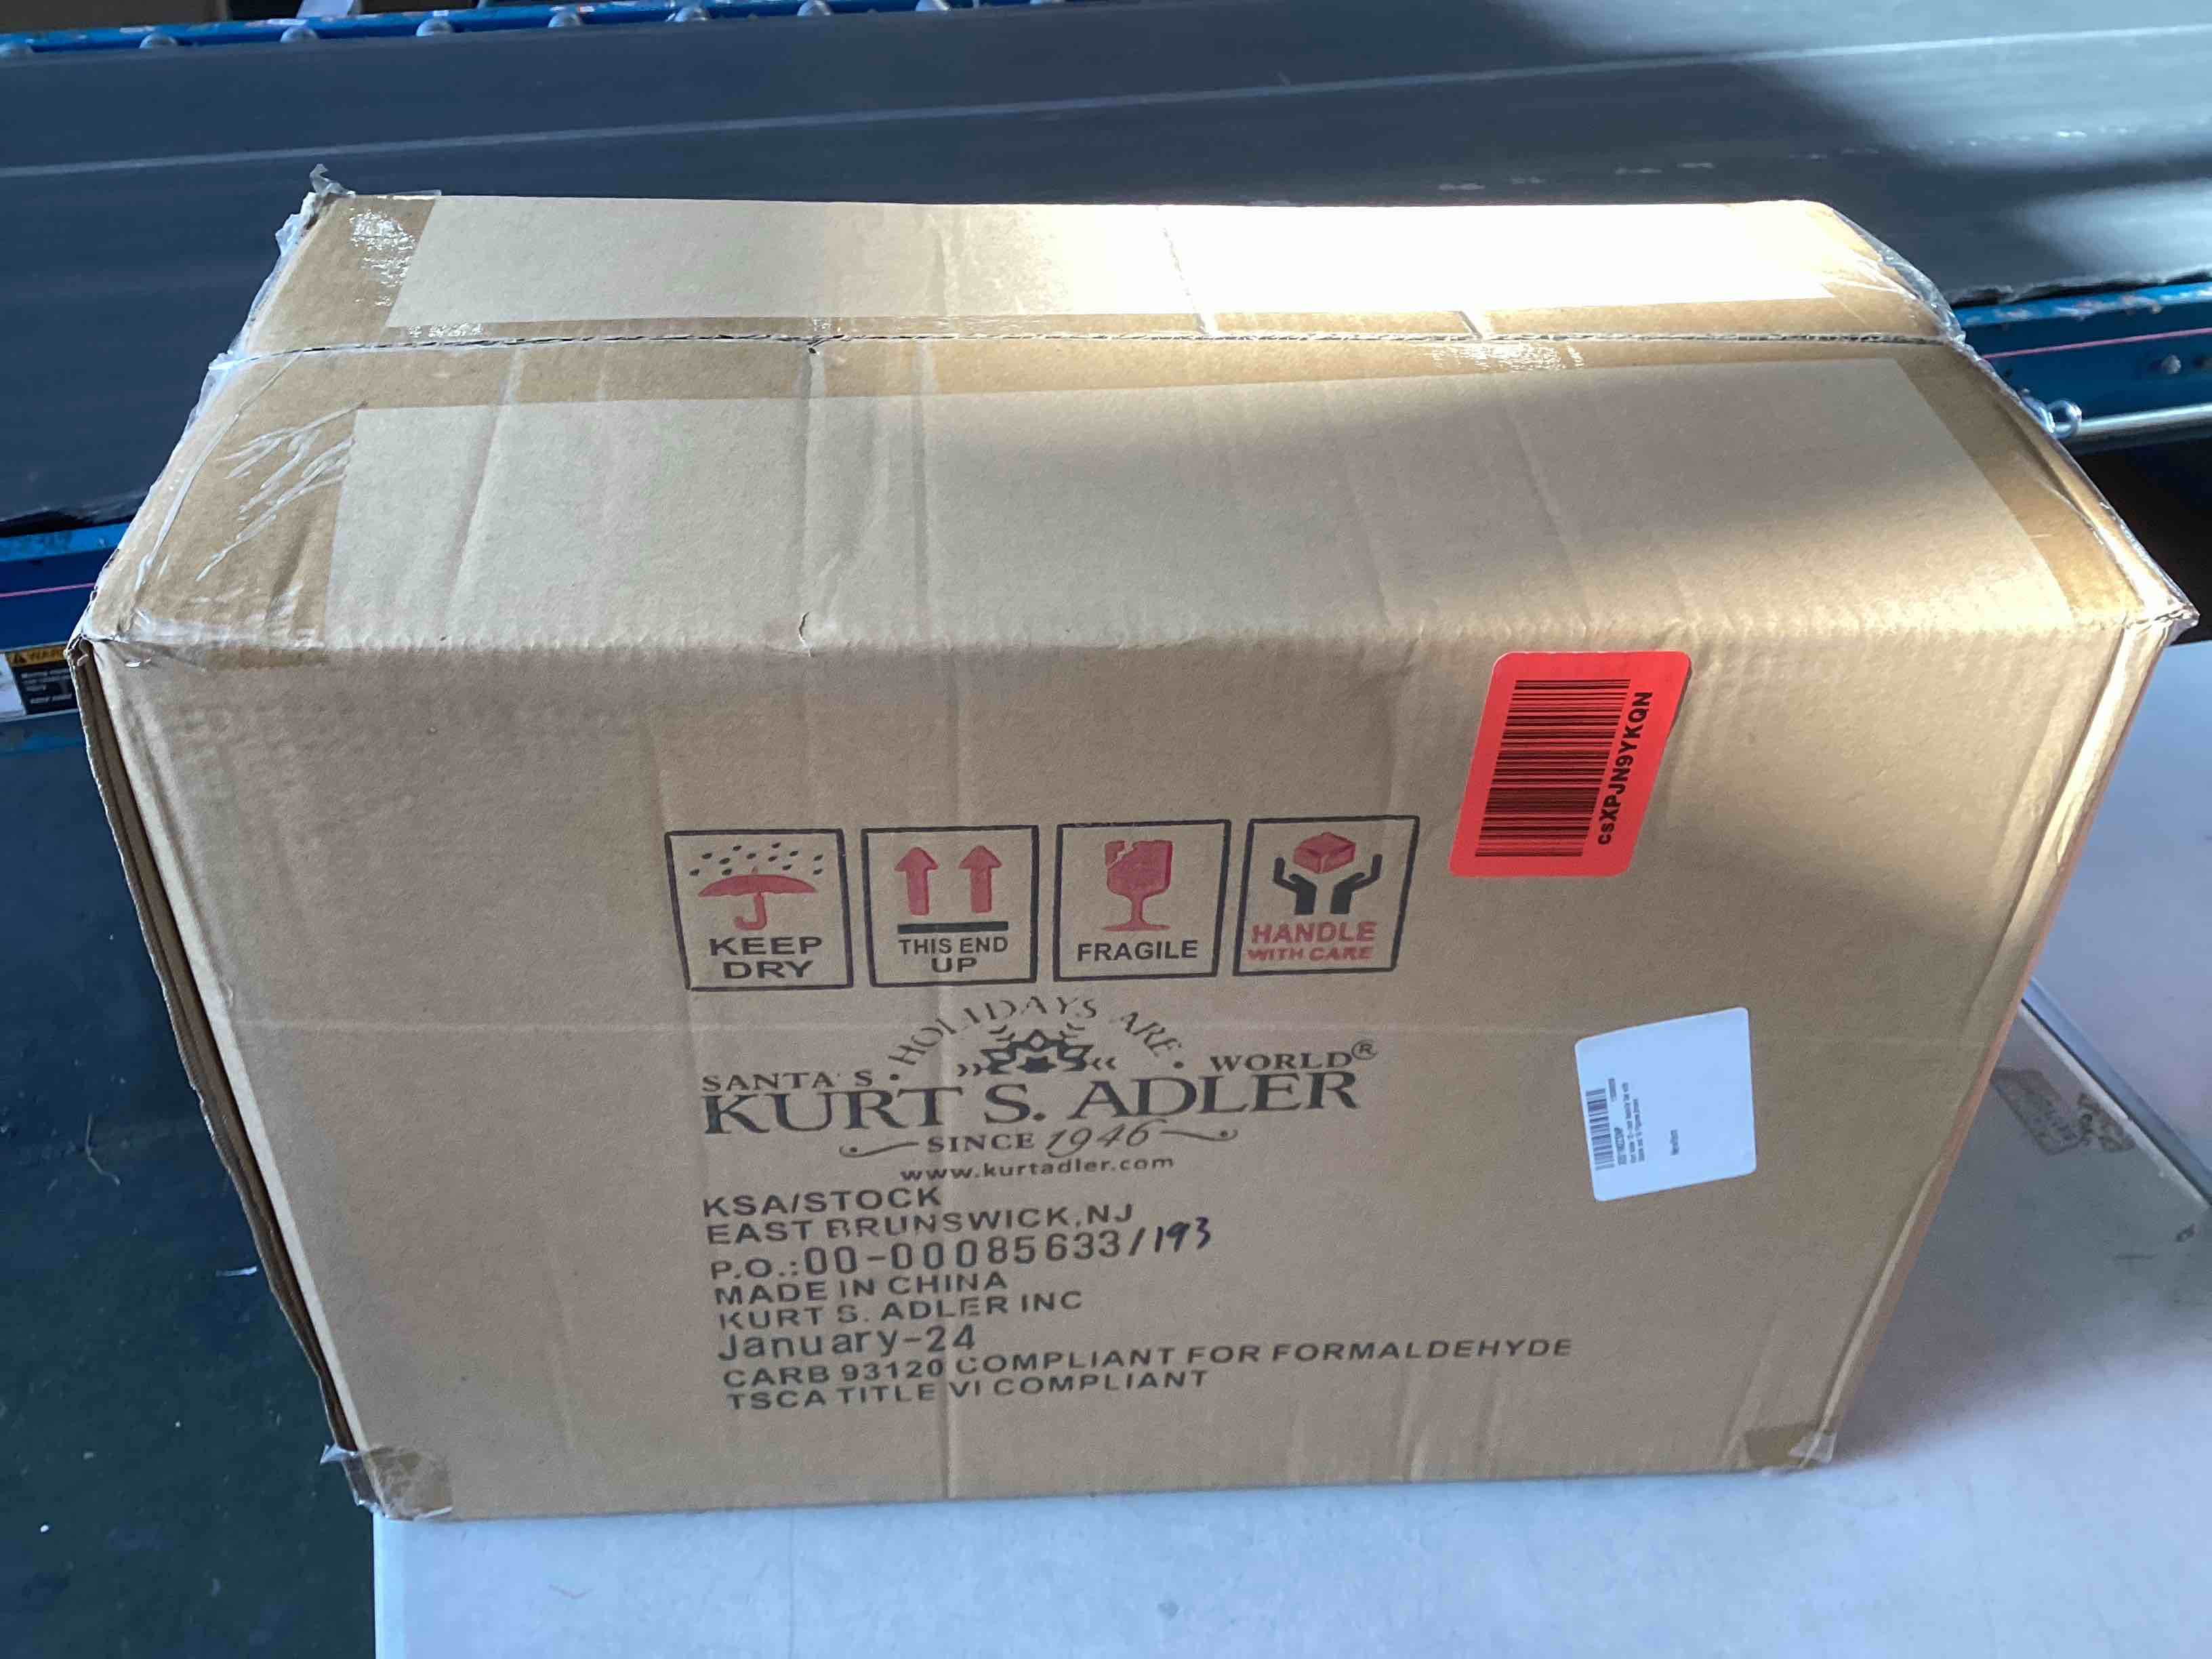 WAR
csXPJN9YKQN
KEEP
DRY
THIS END
UP
FRAGILE
HANDLE
WITH CARE
HOLIDAYS ARE
SANTA'S WORLD®
KURT S. ADLER
SINCE 1946
www.kurtadler.com
KSA/STOCK
EAST BRUNSWICK,NJ
P.O.:00-00085633/193
MADE IN CHINA
KURT S. ADLER INC
January-24
CARB 93120 COMPLIANT FOR FORMALDEHYDE
TSCA TITLE VI COMPLIANT